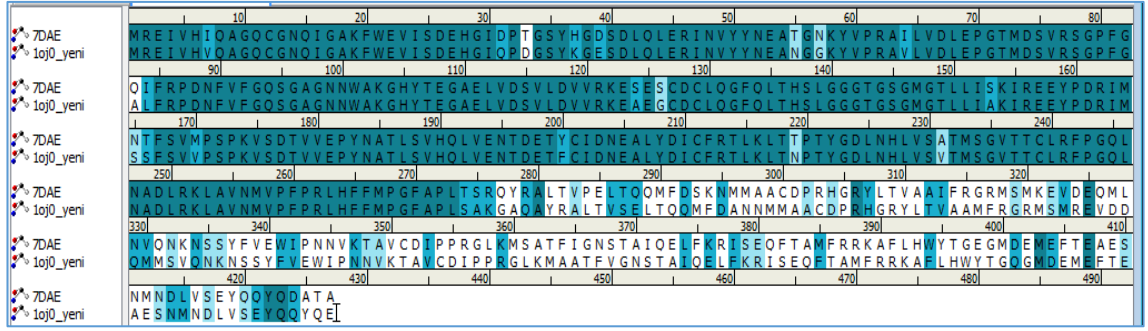 10 20 30 40 50 60 70 80
7DAE MREIVHIQAGQCGNQIGAKFWEVISDEHGIDPTGSYHGDSDLQLERINVYYNEATGNKYVPRAILVDLEPGTMDSVRSGPFG
1oj0_yeni MREIVHVQAGQCGNQIGAKFWEVISDEHGIQPDGSYKGESDLQLERINVYYNEANGGKYVPRAVLVDLEPGTMDSVRSGPFG
90 100 110 120 130 140 150 160
7DAE QIFRPDNFVFGQSGAGNNWAKGHYTEGAELVDSVLDVVRKESESCDCLQGFQLTHSLGGGTGSGMGTLLISKIREEYPDRIM
1oj0_yeni ALFRPDNFVFGQSGAGNNWAKGHYTEGAELVDSVLDVVRKEAEGCDCLQGFQLTHSLGGGTGSGMGTLLIAKIREEYPDRIM
170 180 190 200 210 220 230 240
7DAE NTFSVMPSPKVSDTVVEPYNATLSVHQLVENTDETYCIDNEALYDICFRTLKLTTPTYGDLNHLVSATMSGVTTCLRFPGQL
1oj0_yeni SSFSVVPSPKVSDTVVEPYNATLSVHQLVENTDETFCIDNEALYDICFRTLKLTNPTYGDLNHLVSVTMSGVTTCLRFPGQL
250 260 270 280 290 300 310 320
7DAE NADLRKLAVNMVPFPRLHFFMPGFAPLTSRQYRALTVPELTQQMFDSKNMMAACDPRHGRYLTVAAIFRGRMSMKEVDEQML
1oj0_yeni NADLRKLAVNMVPFPRLHFFMPGFAPLSAKGAQAYRALTVSELTQQMFDANNMMAACDPRHGRYLTVAAMFRGRMSMREVDD
330 340 350 360 370 380 390 400 410
7DAE NVQNKNSSYFVEWIPNNVKTAVCDIPPRGLKMSATFIGNSTAIQELFKRISEQFTAMFRRKAFLHWYTGEGMDEMEFTEAES
1oj0_yeni QMMSVQNKNSSYFVEWIPNNVKTAVCDIPPRGLKMAATFVGNSTAIQELFKRISEQFTAMFRRKAFLHWYTGQGMDEMEFTE
420 430 440 450 460 470 480 490
7DAE NMNDLVSEYQQYQDATA
1oj0_yeni AESNMNDLVSEYQQYQE